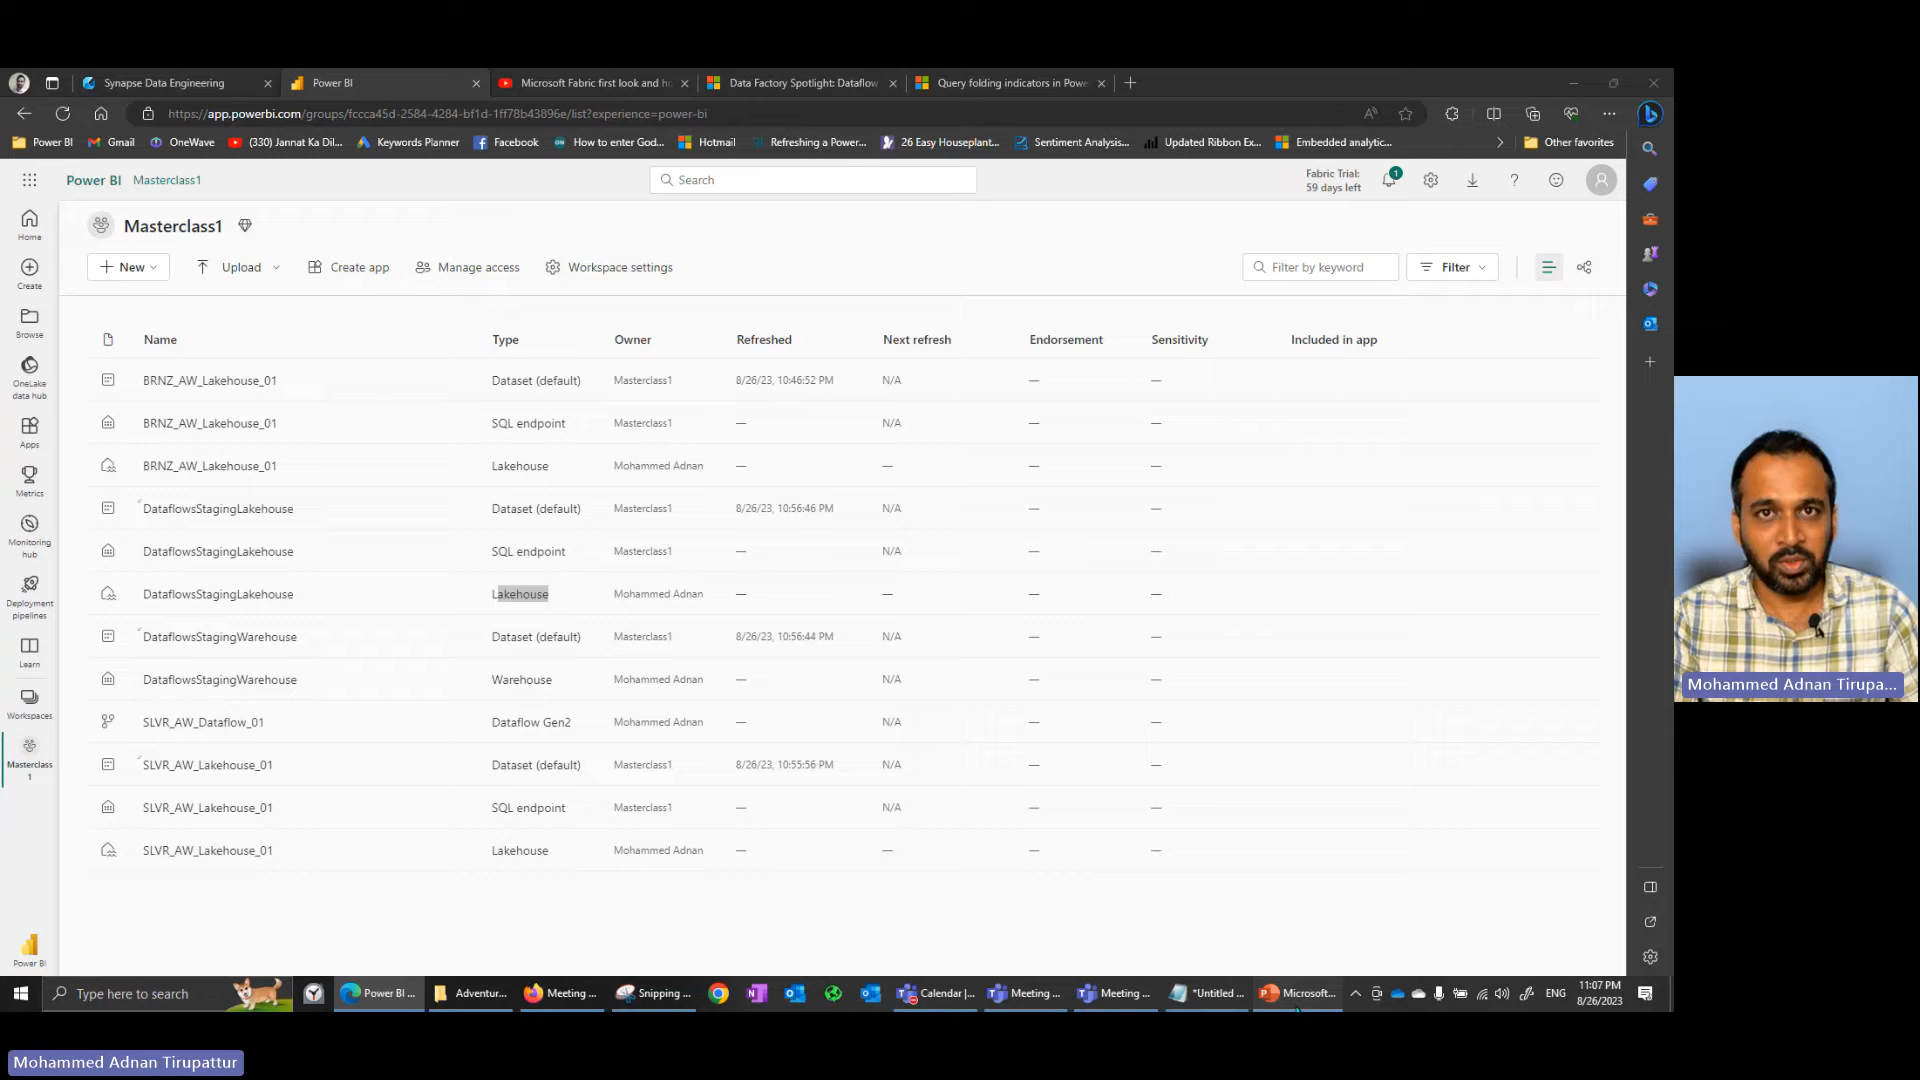 Synapse Data Engineering
Power BI
Microsoft Fabric first look and ho
Data Factory Spotlight: Dataflow
Query folding indicators in Powe
https://app.powerbi.com/groups/fccca45d-2584-4284-bf1d-1ff78b43896e/list?experience=power-bi
Power BI Gmail OneWave (330) Jannat Ka Dil... Keywords Planner Facebook How to enter God... Hotmail Refreshing a Power... 26 Easy Houseplant... Sentiment Analysis... Updated Ribbon Ex... Embedded analytic... Other favorites
Power BI Masterclass1 Search Fabric Trial: 59 days left 1
Home
Create
Browse
OneLake data hub
Apps
Metrics
Monitoring hub
Deployment pipelines
Learn
Workspaces
Masterclass 1
Power BI
Masterclass1
New Upload Create app Manage access Workspace settings Filter by keyword Filter
Name Type Owner Refreshed Next refresh Endorsement Sensitivity Included in app
BRNZ_AW_Lakehouse_01 Dataset (default) Masterclass1 8/26/23, 10:46:52 PM N/A — —
BRNZ_AW_Lakehouse_01 SQL endpoint Masterclass1 — N/A — —
BRNZ_AW_Lakehouse_01 Lakehouse Mohammed Adnan — — — —
DataflowsStagingLakehouse Dataset (default) Masterclass1 8/26/23, 10:56:46 PM N/A — —
DataflowsStagingLakehouse SQL endpoint Masterclass1 — N/A — —
DataflowsStagingLakehouse Lakehouse Mohammed Adnan — — — —
DataflowsStagingWarehouse Dataset (default) Masterclass1 8/26/23, 10:56:44 PM N/A — —
DataflowsStagingWarehouse Warehouse Mohammed Adnan — N/A — —
SLVR_AW_Dataflow_01 Dataflow Gen2 Mohammed Adnan — N/A — —
SLVR_AW_Lakehouse_01 Dataset (default) Masterclass1 8/26/23, 10:55:56 PM N/A — —
SLVR_AW_Lakehouse_01 SQL endpoint Masterclass1 — N/A — —
SLVR_AW_Lakehouse_01 Lakehouse Mohammed Adnan — — — —
Mohammed Adnan Tirupa...
Type here to search Power BI ... Adventur... Meeting ... Snipping ... Calendar |... Meeting ... Meeting ... *Untitled ... Microsoft... ENG 11:07 PM
8/26/2023
Mohammed Adnan Tirupattur